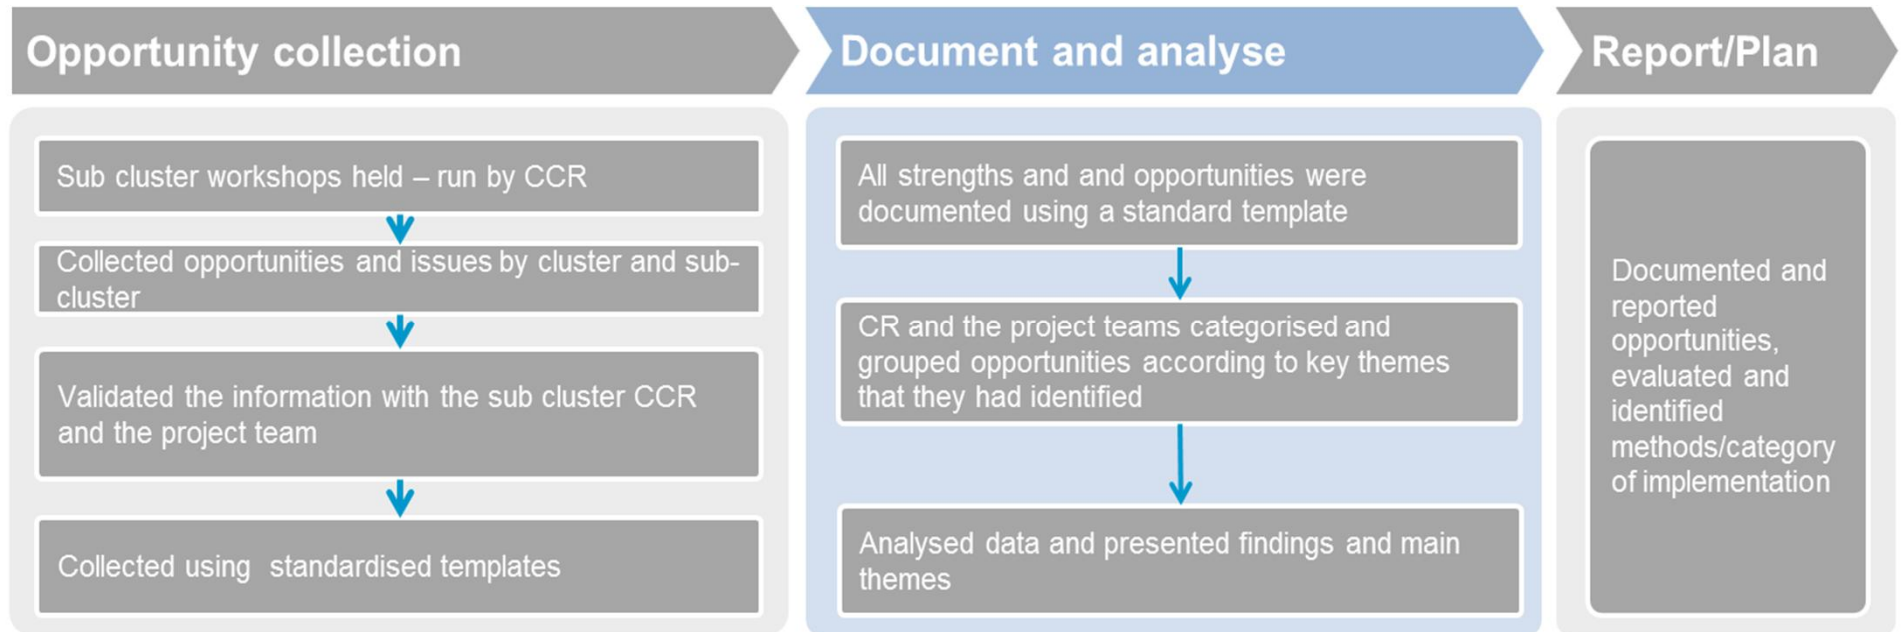 Opportunity collection
Sub cluster workshops held – run by CCR
Collected opportunities and issues by cluster and sub-
cluster
Validated the information with the sub cluster CCR
and the project team
Collected using standardised templates
Document and analyse
All strengths and and opportunities were
documented using a standard template
CR and the project teams categorised and
grouped opportunities according to key themes
that they had identified
Analysed data and presented findings and main
themes
Report/Plan
Documented and
reported
opportunities,
evaluated and
identified
methods/category
of implementation